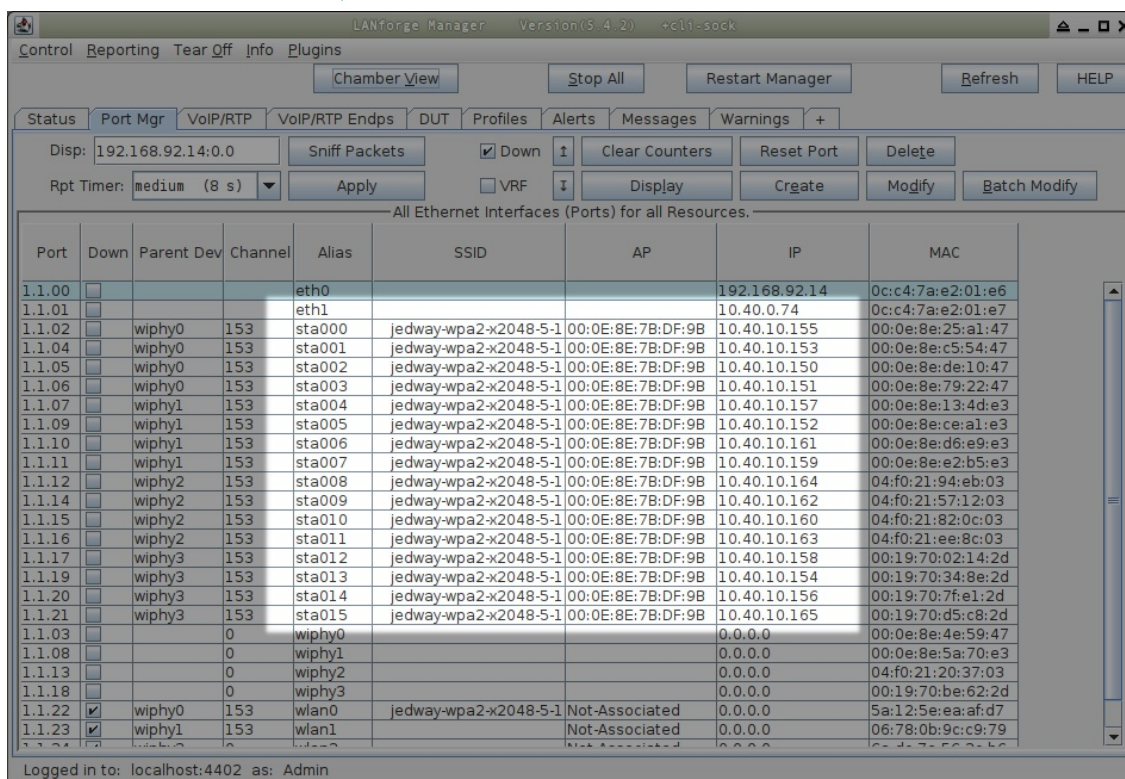 LANforge Manager Version(5.4.2) +cli-sock
Control Reporting Tear Off Info Plugins
Chamber View Stop All Restart Manager Refresh HELP
Status Port Mgr VoIP/RTP VoIP/RTP Endps DUT Profiles Alerts Messages Warnings +
Disp: 192.168.92.14:0.0 Sniff Packets Down Clear Counters Reset Port Delete
Rpt Timer: medium (8 s) Apply VRF Display Create Modify Batch Modify
All Ethernet Interfaces (Ports) for all Resources.
Port Down Parent Dev Channel Alias SSID AP IP MAC
1.1.00 eth0 192.168.92.14 0c:c4:7a:e2:01:e6
1.1.01 eth1 10.40.0.74 0c:c4:7a:e2:01:e7
1.1.02 wiphy0 153 sta000 jedway-wpa2-x2048-5-1 00:0E:8E:7B:DF:9B 10.40.10.155 00:0e:8e:25:a1:47
1.1.04 wiphy0 153 sta001 jedway-wpa2-x2048-5-1 00:0E:8E:7B:DF:9B 10.40.10.153 00:0e:8e:c5:54:47
1.1.05 wiphy0 153 sta002 jedway-wpa2-x2048-5-1 00:0E:8E:7B:DF:9B 10.40.10.150 00:0e:8e:de:10:47
1.1.06 wiphy0 153 sta003 jedway-wpa2-x2048-5-1 00:0E:8E:7B:DF:9B 10.40.10.151 00:0e:8e:79:22:47
1.1.07 wiphy1 153 sta004 jedway-wpa2-x2048-5-1 00:0E:8E:7B:DF:9B 10.40.10.157 00:0e:8e:13:4d:e3
1.1.09 wiphy1 153 sta005 jedway-wpa2-x2048-5-1 00:0E:8E:7B:DF:9B 10.40.10.152 00:0e:8e:ce:a1:e3
1.1.10 wiphy1 153 sta006 jedway-wpa2-x2048-5-1 00:0E:8E:7B:DF:9B 10.40.10.161 00:0e:8e:d6:e9:e3
1.1.11 wiphy1 153 sta007 jedway-wpa2-x2048-5-1 00:0E:8E:7B:DF:9B 10.40.10.159 00:0e:8e:e2:b5:e3
1.1.12 wiphy2 153 sta008 jedway-wpa2-x2048-5-1 00:0E:8E:7B:DF:9B 10.40.10.164 04:f0:21:94:eb:03
1.1.14 wiphy2 153 sta009 jedway-wpa2-x2048-5-1 00:0E:8E:7B:DF:9B 10.40.10.162 04:f0:21:57:12:03
1.1.15 wiphy2 153 sta010 jedway-wpa2-x2048-5-1 00:0E:8E:7B:DF:9B 10.40.10.160 04:f0:21:82:0c:03
1.1.16 wiphy2 153 sta011 jedway-wpa2-x2048-5-1 00:0E:8E:7B:DF:9B 10.40.10.163 04:f0:21:ee:8c:03
1.1.17 wiphy3 153 sta012 jedway-wpa2-x2048-5-1 00:0E:8E:7B:DF:9B 10.40.10.158 00:19:70:02:14:2d
1.1.19 wiphy3 153 sta013 jedway-wpa2-x2048-5-1 00:0E:8E:7B:DF:9B 10.40.10.154 00:19:70:34:8e:2d
1.1.20 wiphy3 153 sta014 jedway-wpa2-x2048-5-1 00:0E:8E:7B:DF:9B 10.40.10.156 00:19:70:7f:e1:2d
1.1.21 wiphy3 153 sta015 jedway-wpa2-x2048-5-1 00:0E:8E:7B:DF:9B 10.40.10.165 00:19:70:d5:c8:2d
1.1.03 0 wiphy0 0.0.0.0 00:0e:8e:4e:59:47
1.1.08 0 wiphy1 0.0.0.0 00:0e:8e:5a:70:e3
1.1.13 0 wiphy2 0.0.0.0 04:f0:21:20:37:03
1.1.18 0 wiphy3 0.0.0.0 00:19:70:be:62:2d
1.1.22 wiphy0 153 wlan0 jedway-wpa2-x2048-5-1 Not-Associated 0.0.0.0 5a:12:5e:ea:af:d7
1.1.23 wiphy1 153 wlan1 Not-Associated 0.0.0.0 06:78:0b:9c:c9:79
Logged in to: localhost:4402 as: Admin